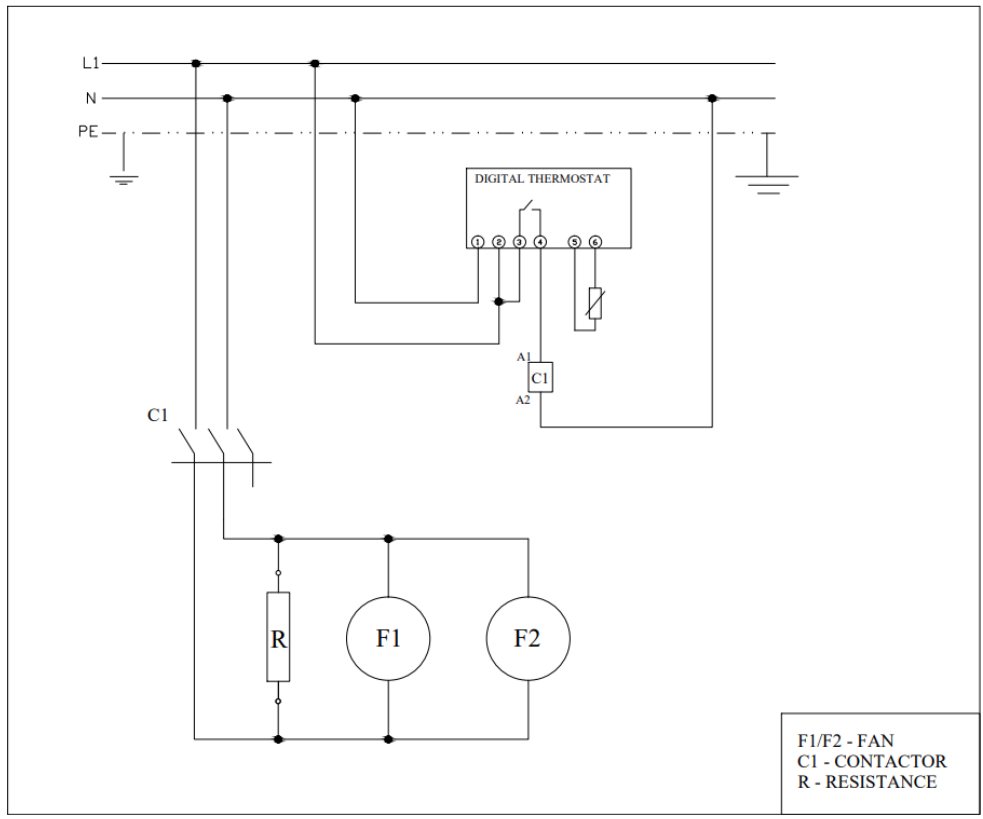 L1
N
PE
DIGITAL THERMOSTAT
1 2 3 4 5 6
A1
C1
A2
C1
R
F1
F2
F1/F2 - FAN
C1 - CONTACTOR
R - RESISTANCE